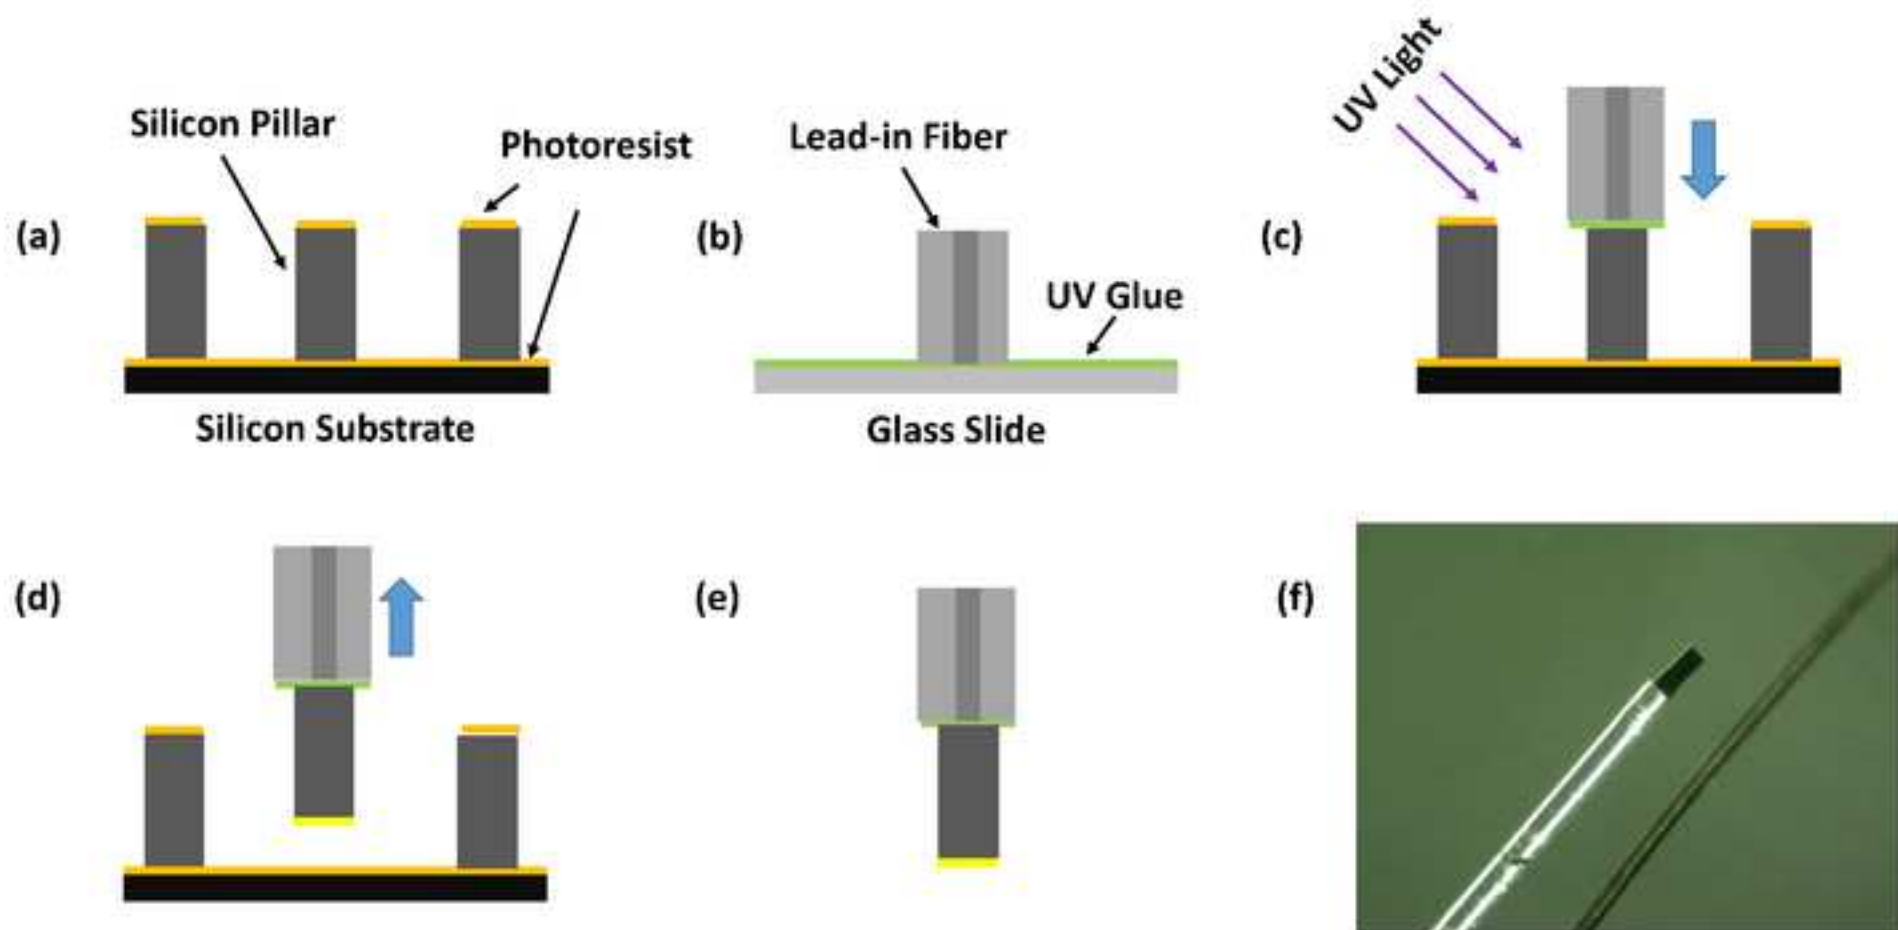 Silicon Pillar
Photoresist
(a)
Silicon Substrate
Lead-in Fiber
(b)
UV Glue
Glass Slide
UV Light
(c)
(d)
(e)
(f)